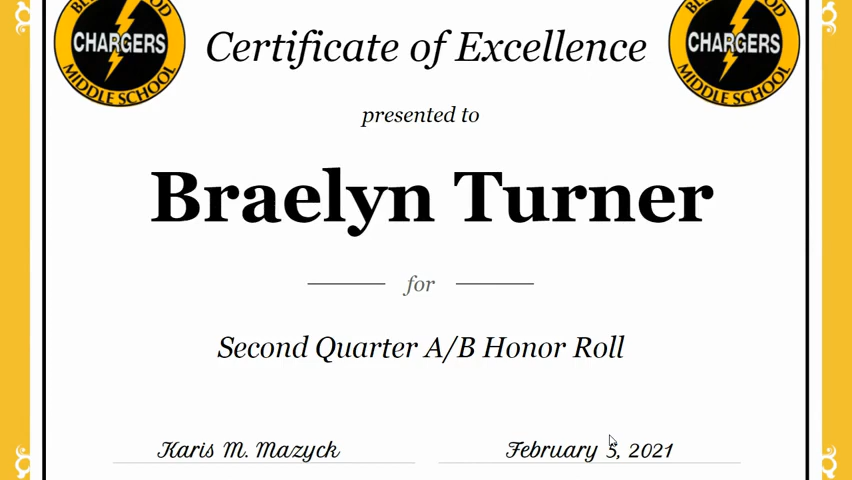 CHARGERS
MIDDLE SCHOOL
Certificate of Excellence
CHARGERS
MIDDLE SCHOOL
presented to
Braelyn Turner
for
Second Quarter A/B Honor Roll
Karis M. Mazyck
February 5, 2021